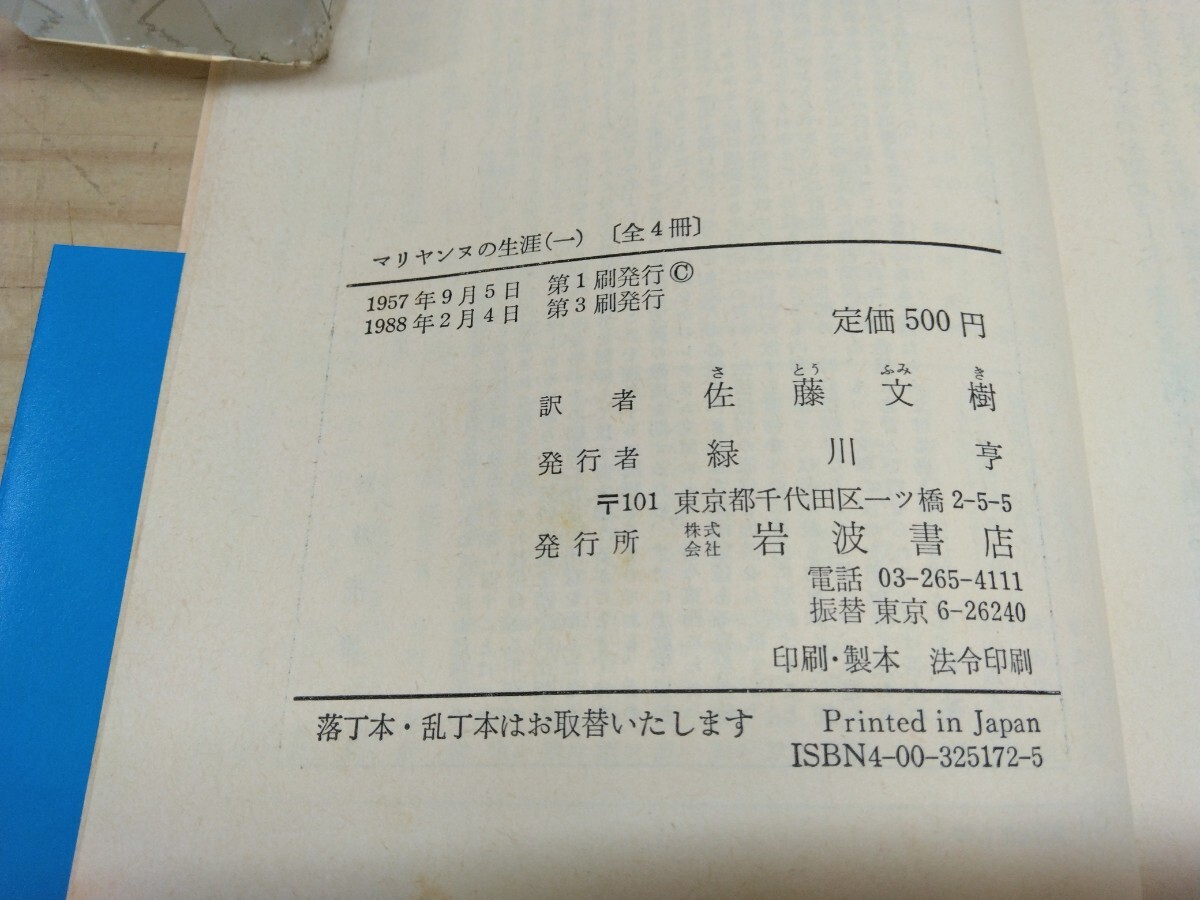 マリヤンヌの生涯(一) 〔全4冊〕
1957年9月5日 第1刷発行©
1988年2月4日 第3刷発行
定価500円
さとうふみき
訳者 佐藤文樹
発行者 緑川亨
〒101 東京都千代田区一ツ橋2-5-5
発行所 株式会社 岩波書店
電話 03-265-4111
振替 東京6-26240
印刷・製本 法令印刷
落丁本・乱丁本はお取替いたします Printed in Japan
ISBN4-00-325172-5